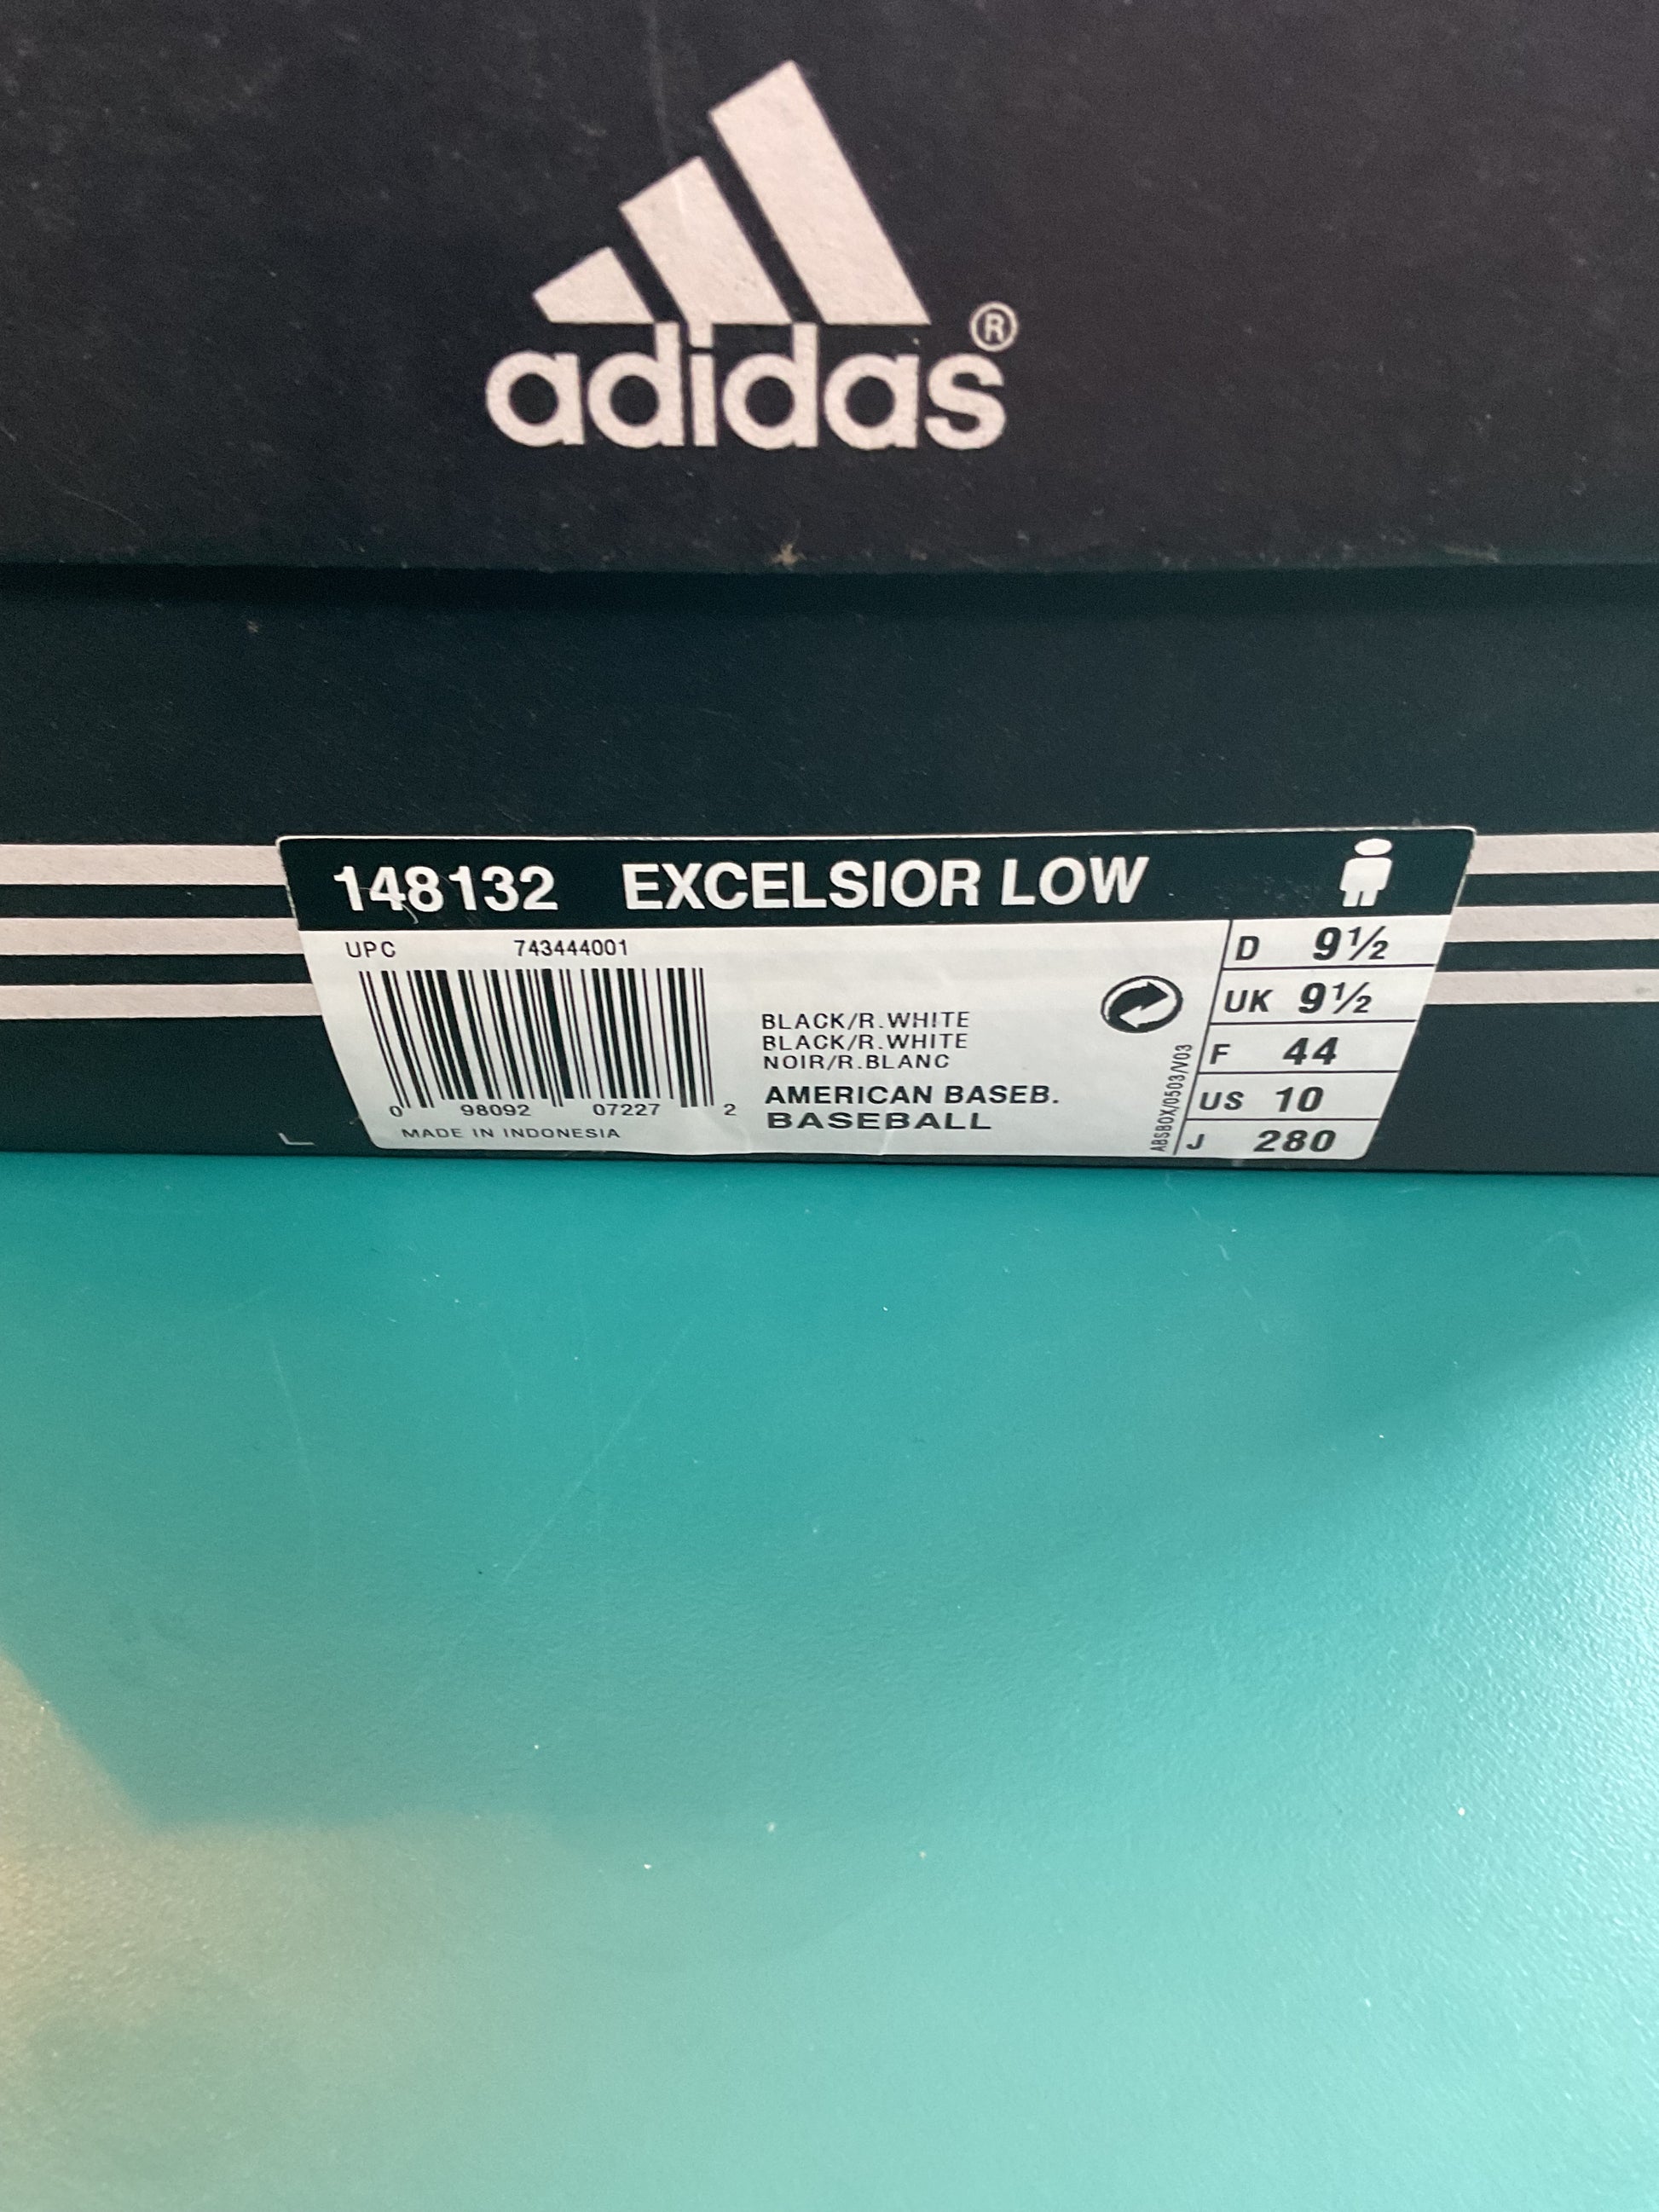 adidas®
148132 EXCELSIOR LOW
UPC 743444001
0 98092 07227 2
MADE IN INDONESIA
BLACK/R.WHITE
BLACK/R.WHITE
NOIR/R.BLANC
AMERICAN BASEB.
BASEBALL
ABSBOX/0503/V03
D 9½
UK 9½
F 44
US 10
J 280